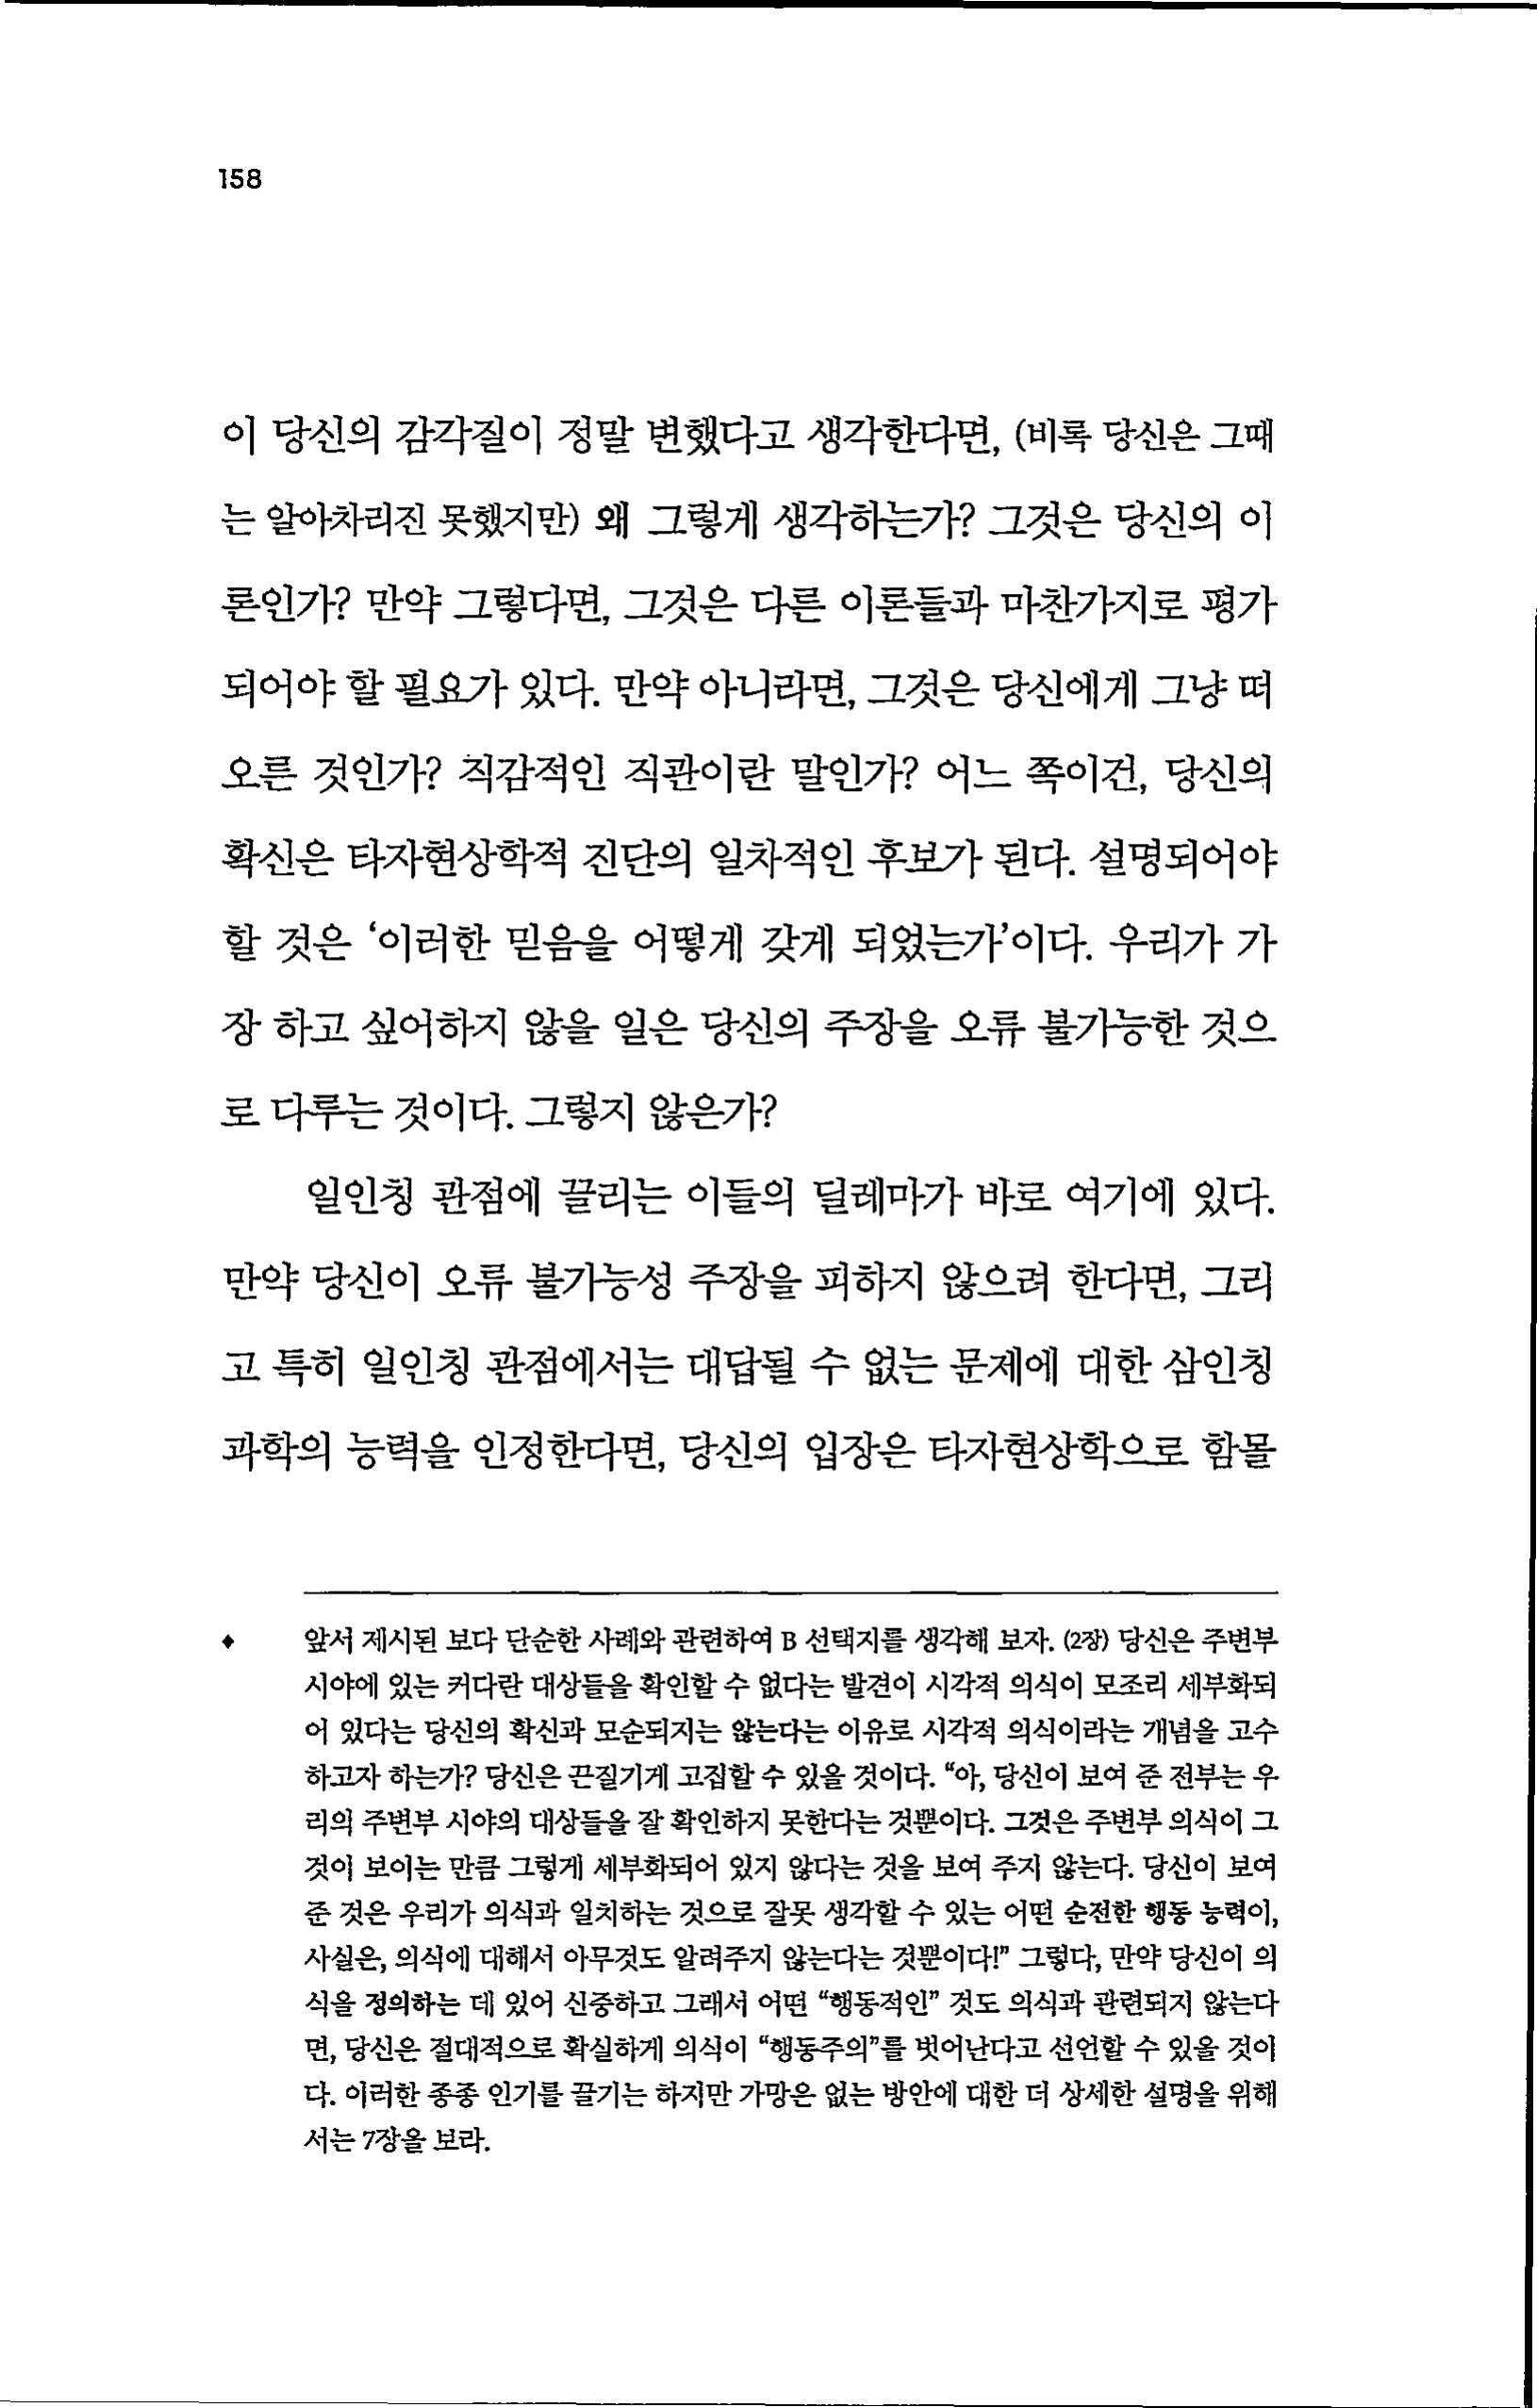 158
이 당신의 감각질이 정말 변했다고 생각한다면, (비록 당신은 그때
는 알아차리진 못했지만) 왜 그렇게 생각하는가? 그것은 당신의 이
론인가? 만약 그렇다면, 그것은 다른 이론들과 마찬가지로 평가
되어야 할 필요가 있다. 만약 아니라면, 그것은 당신에게 그냥 떠
오른 것인가? 직감적인 직관이란 말인가? 어느 쪽이건, 당신의
확신은 타자현상학적 진단의 일차적인 후보가 된다. 설명되어야
할 것은 ‘이러한 믿음을 어떻게 갖게 되었는가’이다. 우리가 가
장 하고 싶어하지 않을 일은 당신의 주장을 오류 불가능한 것으
로 다루는 것이다. 그렇지 않은가?
일인칭 관점에 끌리는 이들의 딜레마가 바로 여기에 있다.
만약 당신이 오류 불가능성 주장을 피하지 않으려 한다면, 그리
고 특히 일인칭 관점에서는 대답될 수 없는 문제에 대한 삼인칭
과학의 능력을 인정한다면, 당신의 입장은 타자현상학으로 함몰
♦ 앞서 제시된 보다 단순한 사례와 관련하여 B 선택지를 생각해 보자. (2장) 당신은 주변부
시야에 있는 커다란 대상들을 확인할 수 없다는 발견이 시각적 의식이 모조리 세부화되
어 있다는 당신의 확신과 모순되지는 않는다는 이유로 시각적 의식이라는 개념을 고수
하고자 하는가? 당신은 끈질기게 고집할 수 있을 것이다. “아, 당신이 보여 준 전부는 우
리의 주변부 시야의 대상들을 잘 확인하지 못한다는 것뿐이다. 그것은 주변부 의식이 그
것이 보이는 만큼 그렇게 세부화되어 있지 않다는 것을 보여 주지 않는다. 당신이 보여
준 것은 우리가 의식과 일치하는 것으로 잘못 생각할 수 있는 어떤 순전한 행동 능력이,
사실은, 의식에 대해서 아무것도 알려주지 않는다는 것뿐이다!” 그렇다, 만약 당신이 의
식을 정의하는 데 있어 신중하고 그래서 어떤 “행동적인” 것도 의식과 관련되지 않는다
면, 당신은 절대적으로 확실하게 의식이 “행동주의”를 벗어난다고 선언할 수 있을 것이
다. 이러한 종종 인기를 끌기는 하지만 가망은 없는 방안에 대한 더 상세한 설명을 위해
서는 7장을 보라.